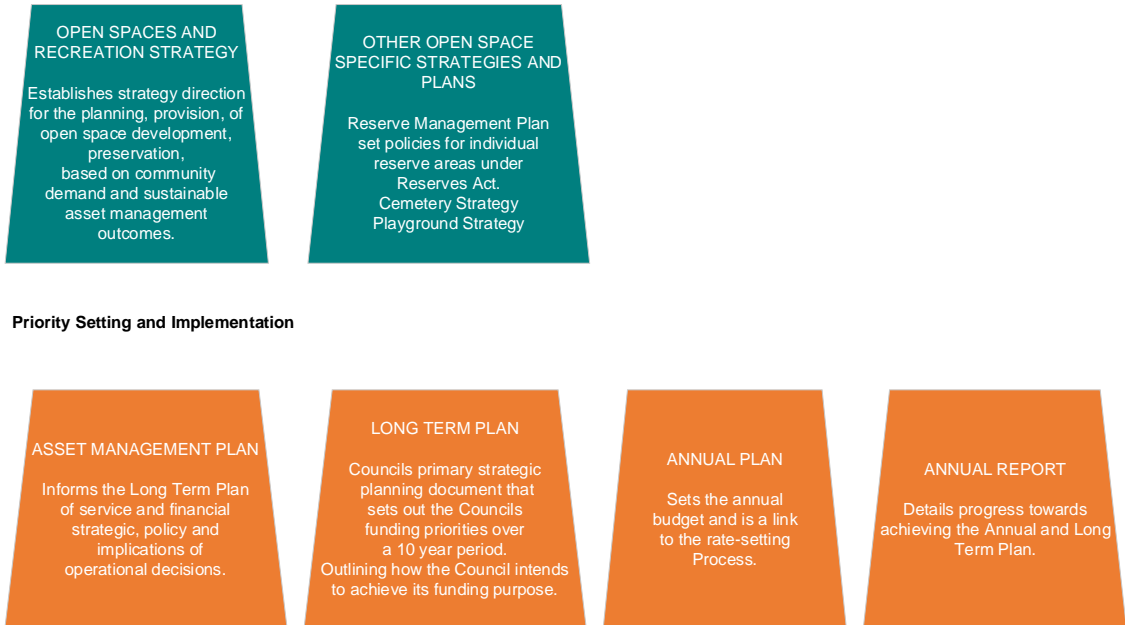 OPEN SPACES AND
RECREATION STRATEGY
Establishes strategy direction
for the planning, provision, of
open space development,
preservation,
based on community
demand and sustainable
asset management
outcomes.
OTHER OPEN SPACE
SPECIFIC STRATEGIES AND
PLANS
Reserve Management Plan
set policies for individual
reserve areas under
Reserves Act.
Cemetery Strategy
Playground Strategy
Priority Setting and Implementation
ASSET MANAGEMENT PLAN
Informs the Long Term Plan
of service and financial
strategic, policy and
implications of
operational decisions.
LONG TERM PLAN
Councils primary strategic
planning document that
sets out the Councils
funding priorities over
a 10 year period.
Outlining how the Council intends
to achieve its funding purpose.
ANNUAL PLAN
Sets the annual
budget and is a link
to the rate-setting
Process.
ANNUAL REPORT
Details progress towards
achieving the Annual and Long
Term Plan.